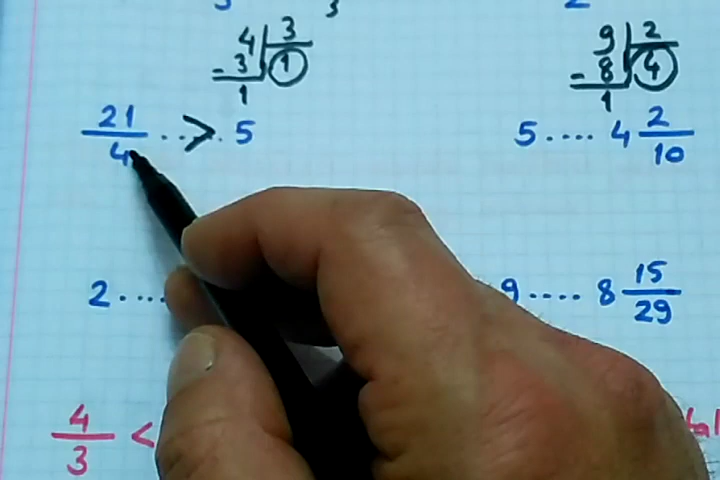 3
4 | 3
- 3 | 1
1
9 | 2
- 8 | 4
1
21/4 ..>. 5
5 .... 4 2/10
2 ....
9 .... 8 15/29
4/3 <